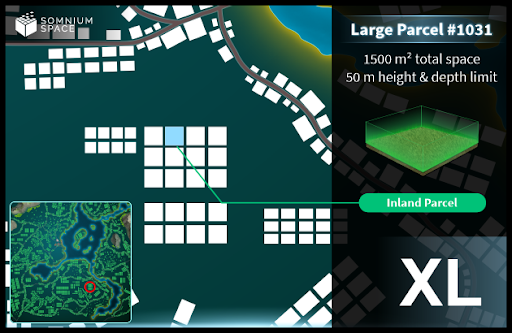 SOMNIUM
SPACE
Large Parcel #1031
1500 m² total space
50 m height & depth limit
Inland Parcel
XL